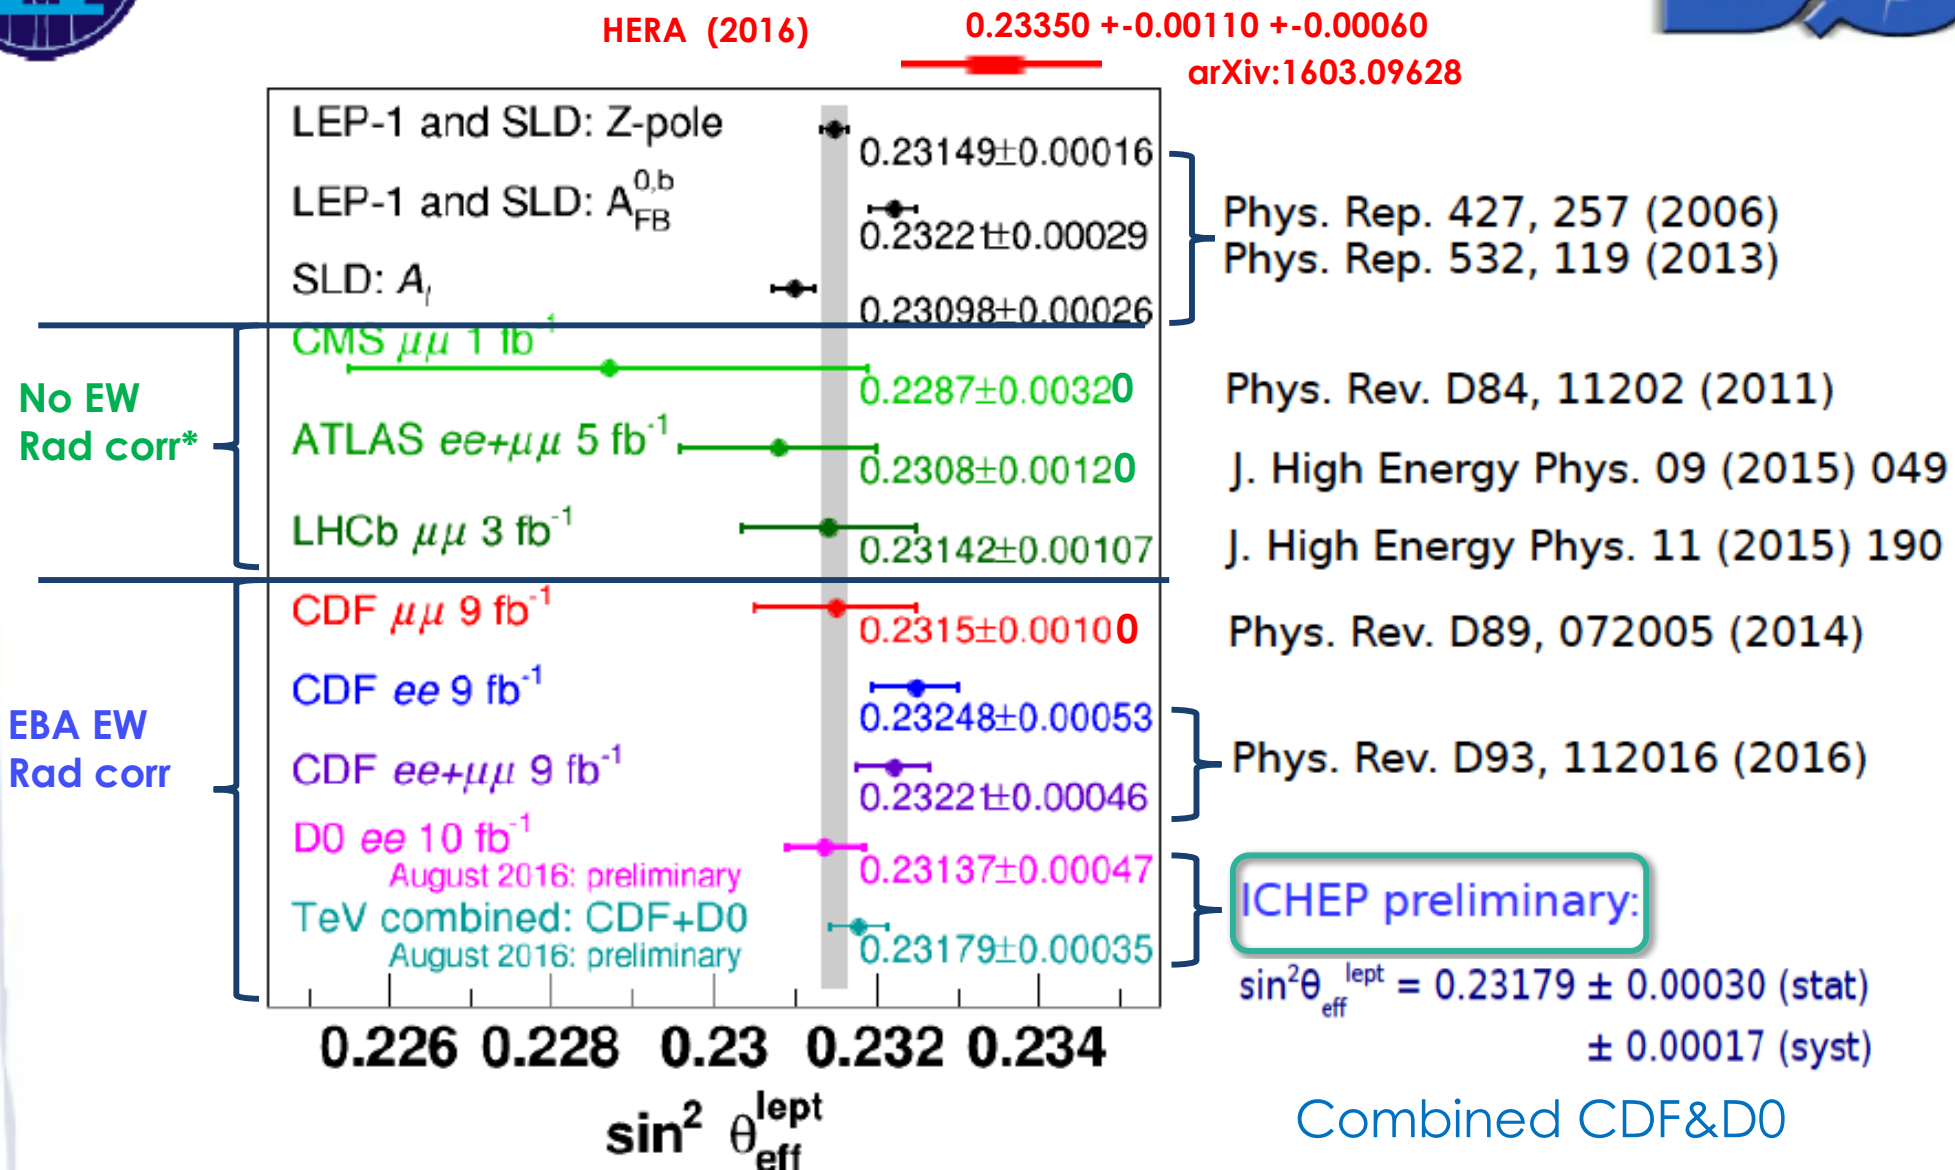 HERA (2016)
0.23350 +-0.00110 +-0.00060
arXiv:1603.09628
LEP-1 and SLD: Z-pole
0.23149±0.00016
LEP-1 and SLD: A_FB^0,b
0.23221±0.00029
SLD: A_l
0.23098±0.00026
Phys. Rep. 427, 257 (2006)
Phys. Rep. 532, 119 (2013)
No EW
Rad corr*
CMS μμ 1 fb⁻¹
0.2287±0.00320
Phys. Rev. D84, 11202 (2011)
ATLAS ee+μμ 5 fb⁻¹
0.2308±0.00120
J. High Energy Phys. 09 (2015) 049
LHCb μμ 3 fb⁻¹
0.23142±0.00107
J. High Energy Phys. 11 (2015) 190
EBA EW
Rad corr
CDF μμ 9 fb⁻¹
0.2315±0.00100
Phys. Rev. D89, 072005 (2014)
CDF ee 9 fb⁻¹
0.23248±0.00053
CDF ee+μμ 9 fb⁻¹
0.23221±0.00046
Phys. Rev. D93, 112016 (2016)
D0 ee 10 fb⁻¹
August 2016: preliminary
0.23137±0.00047
TeV combined: CDF+D0
August 2016: preliminary
0.23179±0.00035
ICHEP preliminary:
sin²θ_eff^lept = 0.23179 ± 0.00030 (stat)
± 0.00017 (syst)
Combined CDF&D0
0.226 0.228 0.23 0.232 0.234
sin² θ_eff^lept